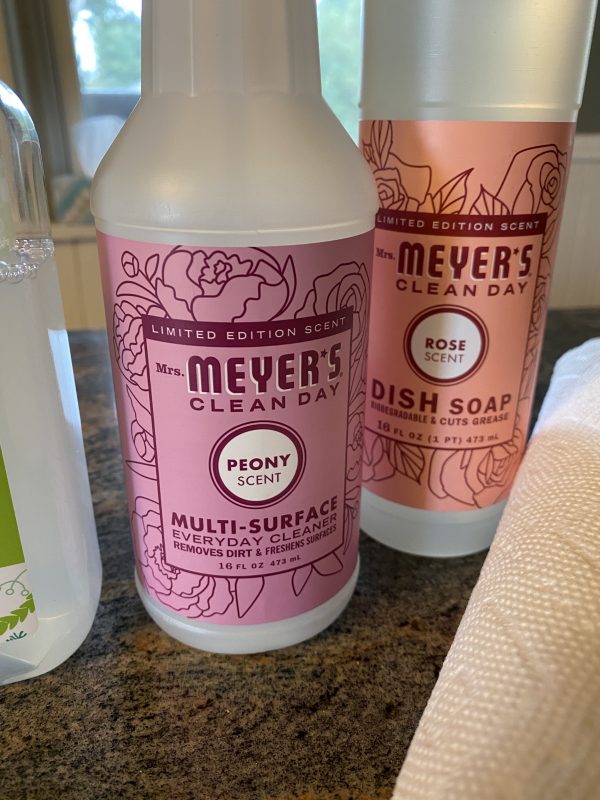 LIMITED EDITION SCENT
Mrs. MEYER'S
CLEAN DAY
PEONY
SCENT
MULTI-SURFACE
EVERYDAY CLEANER
REMOVES DIRT & FRESHENS SURFACES
16 FL OZ 473 mL
LIMITED EDITION SCENT
Mrs. MEYER'S
CLEAN DAY
ROSE
SCENT
DISH SOAP
BIODEGRADABLE & CUTS GREASE
16 FL OZ (1 PT) 473 mL